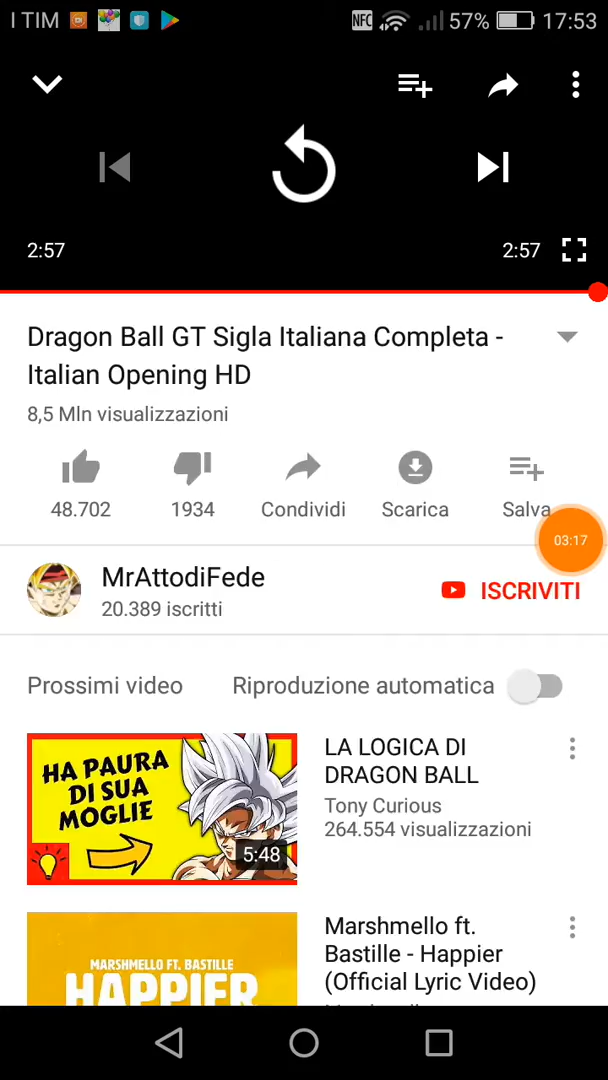 I TIM
NFC 57% 17:53
2:57
2:57
Dragon Ball GT Sigla Italiana Completa -
Italian Opening HD
8,5 Mln visualizzazioni
48.702
1934
Condividi
Scarica
Salva
03:17
MrAttodiFede
20.389 iscritti
ISCRIVITI
Prossimi video
Riproduzione automatica
HA PAURA
DI SUA
MOGLIE
5:48
LA LOGICA DI
DRAGON BALL
Tony Curious
264.554 visualizzazioni
MARSHMELLO FT. BASTILLE
HAPPIER
Marshmello ft.
Bastille - Happier
(Official Lyric Video)